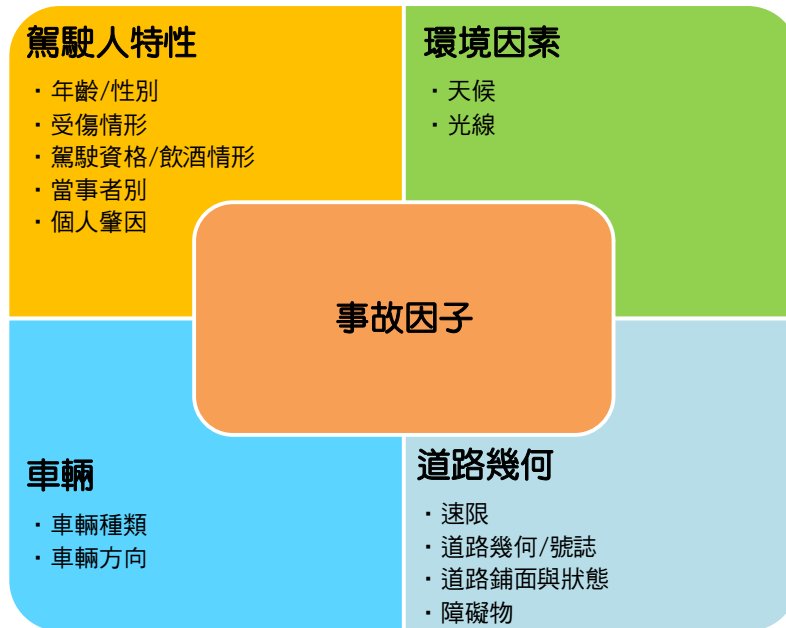 駕駛人特性
・年齡/性別
・受傷情形
・駕駛資格/飲酒情形
・當事者別
・個人肇因
環境因素
・天候
・光線
事故因子
車輛
・車輛種類
・車輛方向
道路幾何
・速限
・道路幾何/號誌
・道路鋪面與狀態
・障礙物